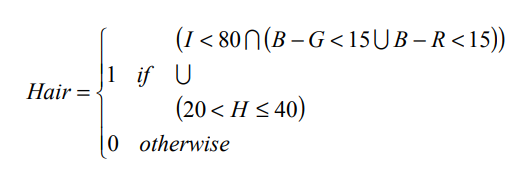 (I < 80 ⋂ (B − G < 15 ⋃ B − R < 15))
1 if ⋃
Hair =
(20 < H ≤ 40)
0 otherwise